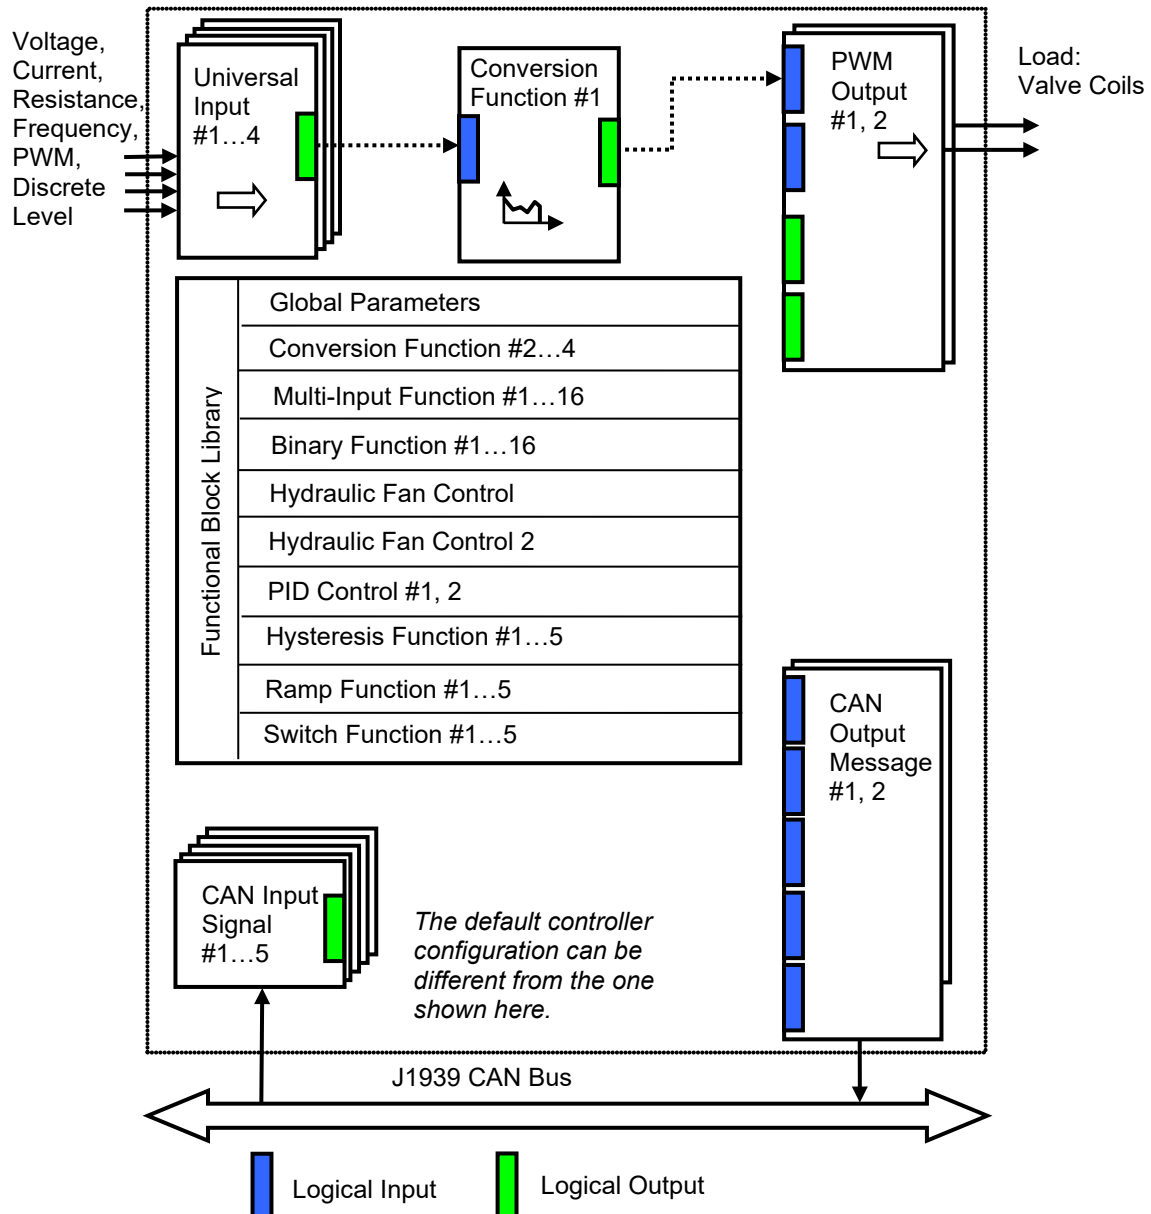 Voltage,
Current,
Resistance,
Frequency,
PWM,
Discrete
Level
Universal
Input
#1…4
Conversion
Function #1
PWM
Output
#1, 2
Load:
Valve Coils
Functional Block Library
Global Parameters
Conversion Function #2…4
Multi-Input Function #1…16
Binary Function #1…16
Hydraulic Fan Control
Hydraulic Fan Control 2
PID Control #1, 2
Hysteresis Function #1…5
Ramp Function #1…5
Switch Function #1…5
CAN
Output
Message
#1, 2
CAN Input
Signal
#1…5
The default controller
configuration can be
different from the one
shown here.
J1939 CAN Bus
Logical Input
Logical Output